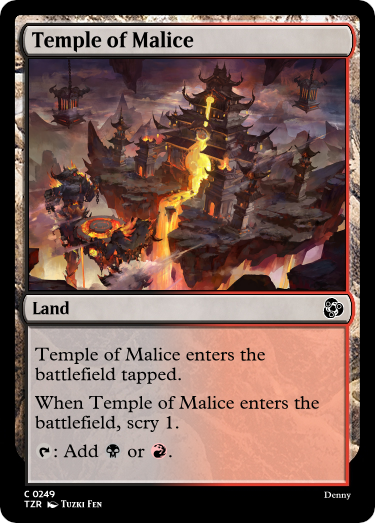 Temple of Malice
Land
Temple of Malice enters the
battlefield tapped.
When Temple of Malice enters the
battlefield, scry 1.
: Add or .
C 0249
Denny
TZR Tuzki Fen